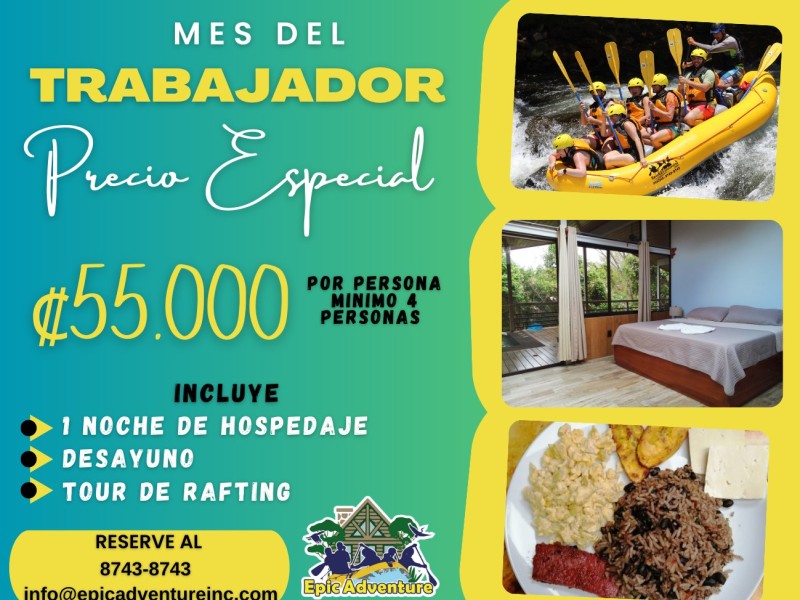 MES DEL
TRABAJADOR
Precio Especial
₡55.000
POR PERSONA
MINIMO 4
PERSONAS
INCLUYE
1 NOCHE DE HOSPEDAJE
DESAYUNO
TOUR DE RAFTING
RESERVE AL
8743-8743
info@epicadventureinc.com
Epic Adventure